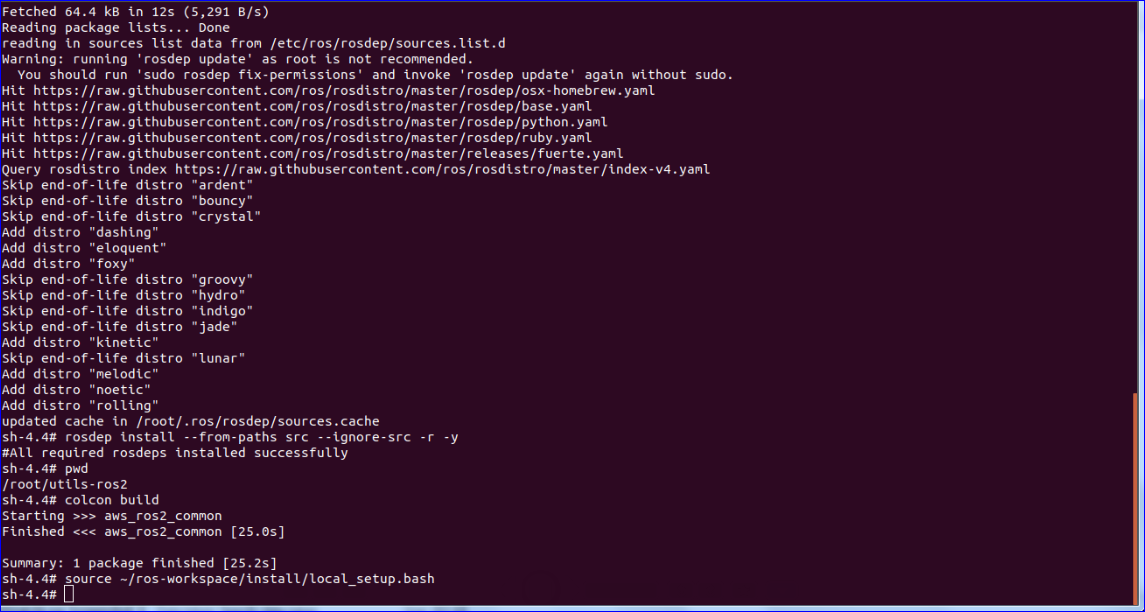 Fetched 64.4 kB in 12s (5,291 B/s)
Reading package lists... Done
reading in sources list data from /etc/ros/rosdep/sources.list.d
Warning: running 'rosdep update' as root is not recommended.
  You should run 'sudo rosdep fix-permissions' and invoke 'rosdep update' again without sudo.
Hit https://raw.githubusercontent.com/ros/rosdistro/master/rosdep/osx-homebrew.yaml
Hit https://raw.githubusercontent.com/ros/rosdistro/master/rosdep/base.yaml
Hit https://raw.githubusercontent.com/ros/rosdistro/master/rosdep/python.yaml
Hit https://raw.githubusercontent.com/ros/rosdistro/master/rosdep/ruby.yaml
Hit https://raw.githubusercontent.com/ros/rosdistro/master/releases/fuerte.yaml
Query rosdistro index https://raw.githubusercontent.com/ros/rosdistro/master/index-v4.yaml
Skip end-of-life distro "ardent"
Skip end-of-life distro "bouncy"
Skip end-of-life distro "crystal"
Add distro "dashing"
Add distro "eloquent"
Add distro "foxy"
Skip end-of-life distro "groovy"
Skip end-of-life distro "hydro"
Skip end-of-life distro "indigo"
Skip end-of-life distro "jade"
Add distro "kinetic"
Skip end-of-life distro "lunar"
Add distro "melodic"
Add distro "noetic"
Add distro "rolling"
updated cache in /root/.ros/rosdep/sources.cache
sh-4.4# rosdep install --from-paths src --ignore-src -r -y
#All required rosdeps installed successfully
sh-4.4# pwd
/root/utils-ros2
sh-4.4# colcon build
Starting >>> aws_ros2_common
Finished <<< aws_ros2_common [25.0s]
Summary: 1 package finished [25.2s]
sh-4.4# source ~/ros-workspace/install/local_setup.bash
sh-4.4#